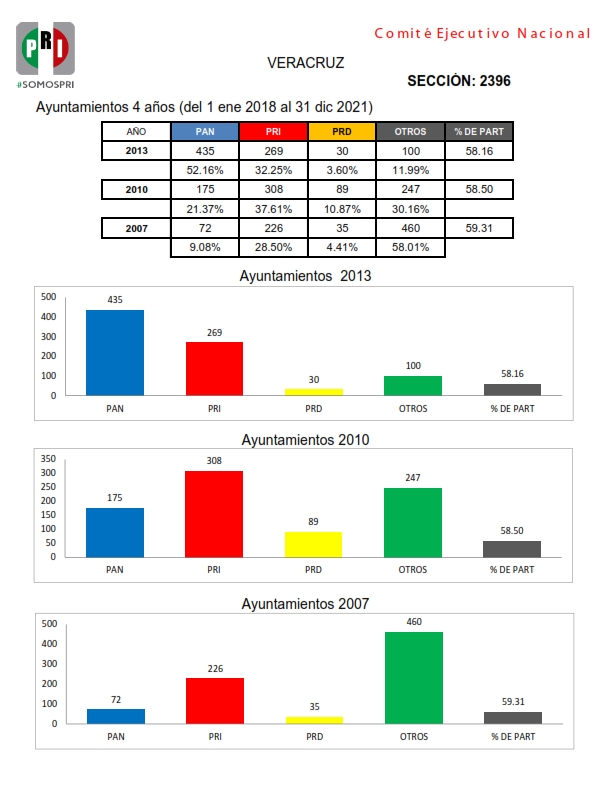 Comité Ejecutivo Nacional
PRI
#SOMOSPRI
VERACRUZ
SECCIÓN: 2396
Ayuntamientos 4 años (del 1 ene 2018 al 31 dic 2021)
AÑO PAN PRI PRD OTROS % DE PART
2013 435 269 30 100 58.16
52.16% 32.25% 3.60% 11.99%
2010 175 308 89 247 58.50
21.37% 37.61% 10.87% 30.16%
2007 72 226 35 460 59.31
9.08% 28.50% 4.41% 58.01%
Ayuntamientos 2013
500
400
300
200
100
0
435 269 30 100 58.16
PAN PRI PRD OTROS % DE PART
Ayuntamientos 2010
350
300
250
200
150
100
50
0
175 308 89 247 58.50
PAN PRI PRD OTROS % DE PART
Ayuntamientos 2007
500
400
300
200
100
0
72 226 35 460 59.31
PAN PRI PRD OTROS % DE PART